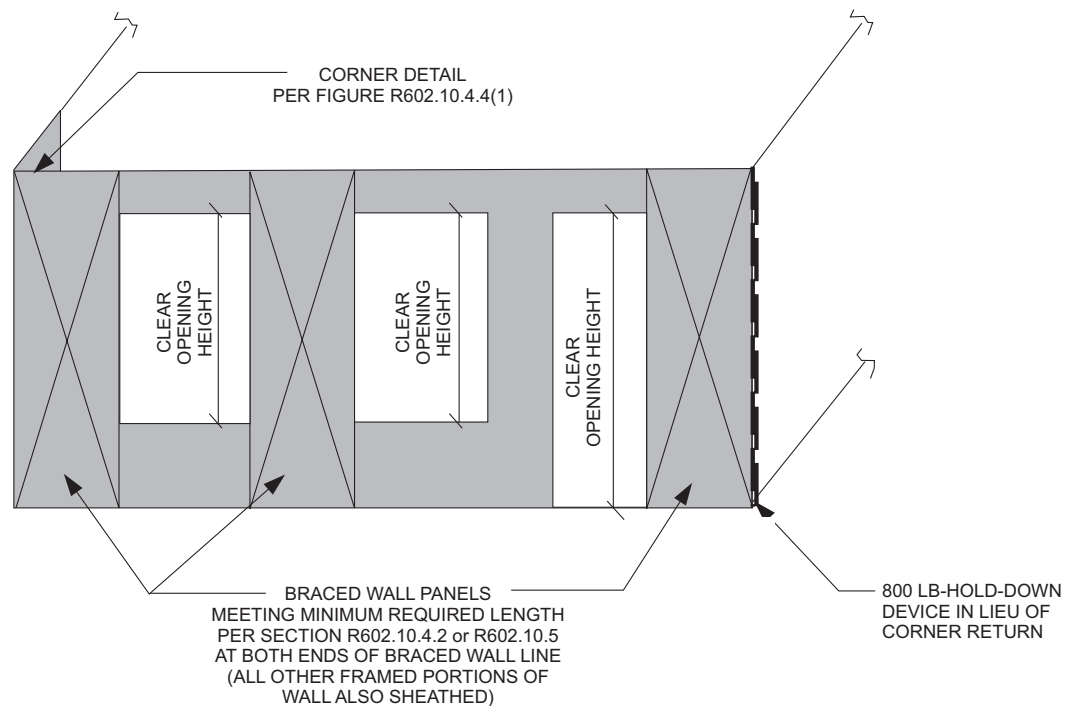 CORNER DETAIL
PER FIGURE R602.10.4.4(1)
CLEAR
OPENING
HEIGHT
CLEAR
OPENING
HEIGHT
CLEAR
OPENING HEIGHT
BRACED WALL PANELS
MEETING MINIMUM REQUIRED LENGTH
PER SECTION R602.10.4.2 or R602.10.5
AT BOTH ENDS OF BRACED WALL LINE
(ALL OTHER FRAMED PORTIONS OF
WALL ALSO SHEATHED)
800 LB-HOLD-DOWN
DEVICE IN LIEU OF
CORNER RETURN